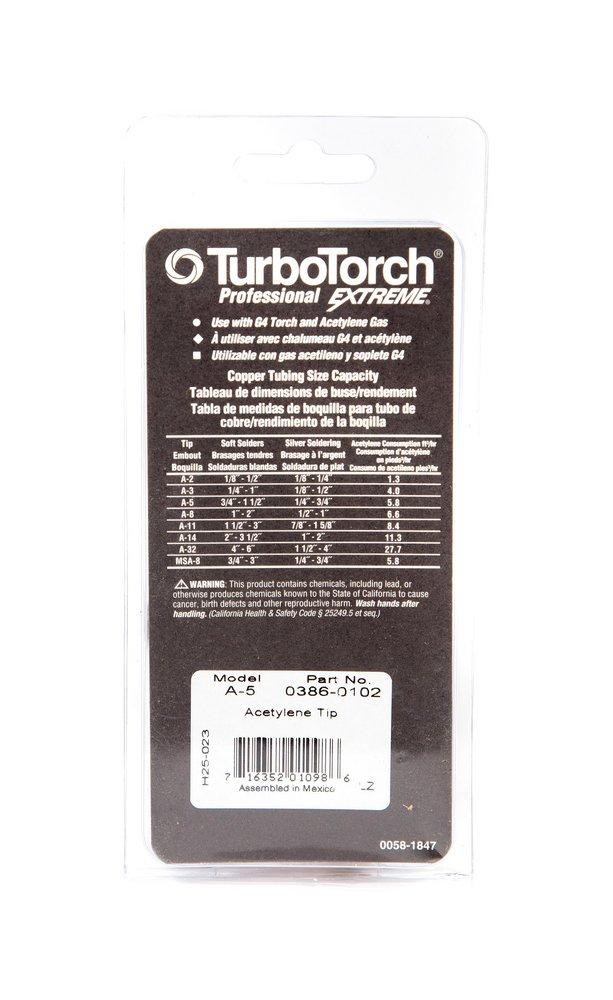 TurboTorch®
Professional EXTREME®
● Use with G4 Torch and Acetylene Gas
◆ À utiliser avec chalumeau G4 et acétylène
■ Utilizable con gas acetileno y soplete G4
Copper Tubing Size Capacity
Tableau de dimensions de buse/rendement
Tabla de medidas de boquilla para tubo de
cobre/rendimiento de la boqilla
Tip Soft Solders Silver Soldering Acetylene Consumption ft³/hr
Embout Brasages tendres Brasage à l'argent Consumption d'acétylène en pieds³/hr
Boquilla Soldaduras blandas Soldadura de plat Consumo de acetileno pies³/hr
A-2 1/8″ - 1/2″ 1/8″ - 1/4″ 1.3
A-3 1/4″ - 1″ 1/8″ - 1/2″ 4.0
A-5 3/4″ - 1 1/2″ 1/4″ - 3/4″ 5.8
A-8 1″ - 2″ 1/2″ - 1″ 6.6
A-11 1 1/2″ - 3″ 7/8″ - 1 5/8″ 8.4
A-14 2″ - 3 1/2″ 1″ - 2″ 11.3
A-32 4″ - 6″ 1 1/2″ - 4″ 27.7
MSA-8 3/4″ - 3″ 1/4″ - 3/4″ 5.8
⚠ WARNING: This product contains chemicals, including lead, or
otherwise produces chemicals known to the State of California to cause
cancer, birth defects and other reproductive harm. Wash hands after
handling. (California Health & Safety Code § 25249.5 et seq.)
Model Part No.
A-5 0386-0102
Acetylene Tip
H25-023
7 16352 01098 6
Assembled in Mexico
LZ
0058-1847